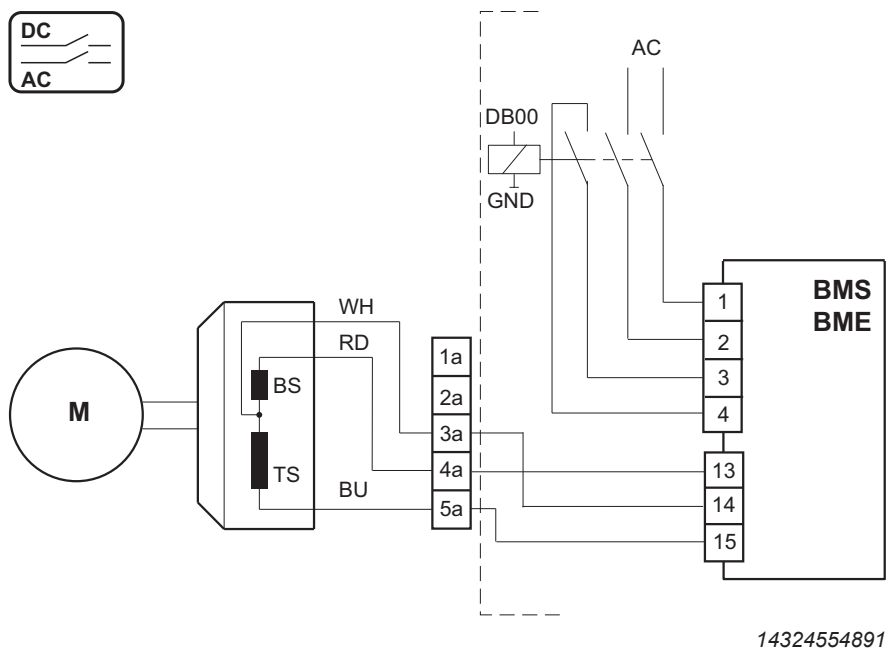 DC
AC
AC
DB00
GND
BMS
BME
1
2
3
4
WH
RD
BS
M
TS
BU
1a
2a
3a
4a
5a
13
14
15
14324554891